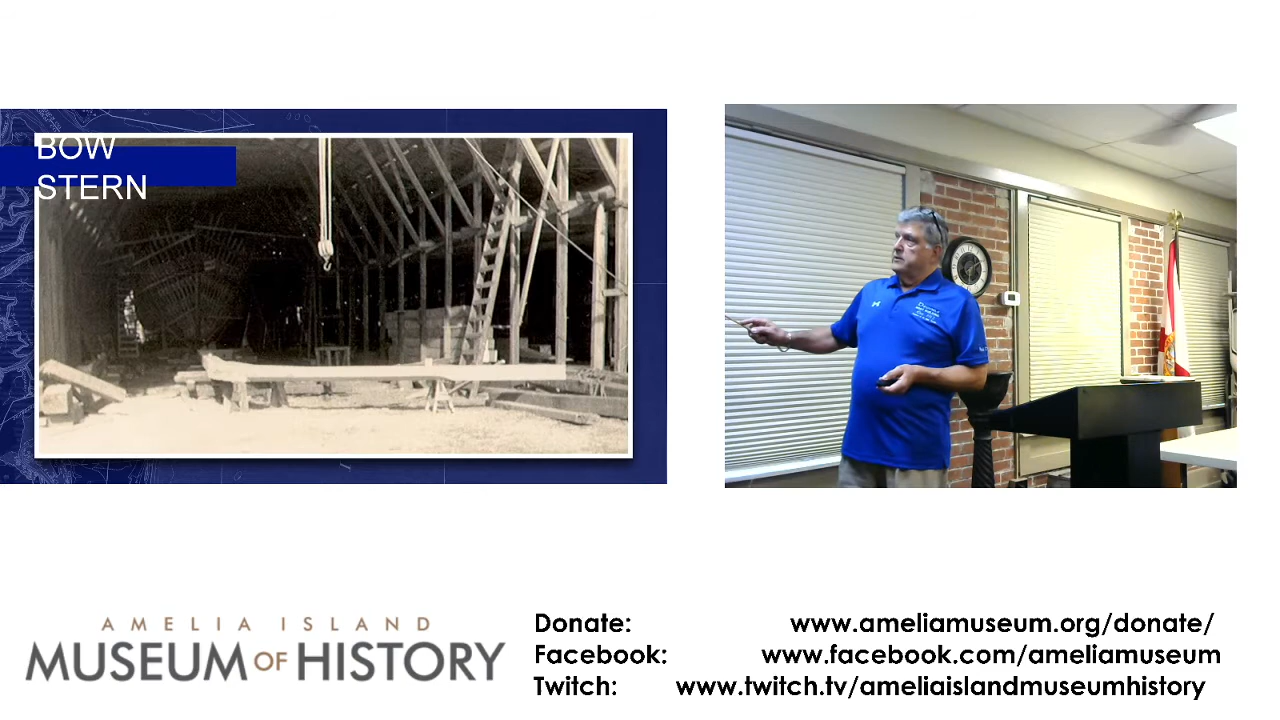 BOW
STERN
AMELIA ISLAND
MUSEUM OF HISTORY
Donate: www.ameliamuseum.org/donate/
Facebook: www.facebook.com/ameliamuseum
Twitch: www.twitch.tv/ameliaislandmuseumhistory